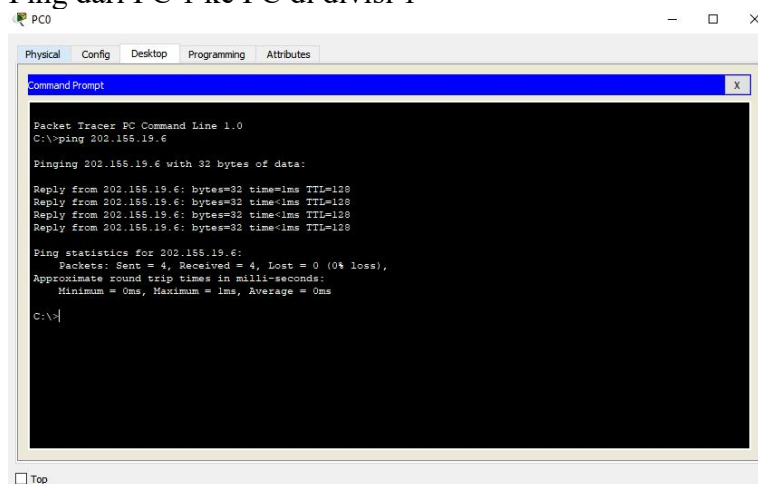 Ping dari PC 1 ke PC di divisi 1
PC0
Physical Config Desktop Programming Attributes
Command Prompt X
Packet Tracer PC Command Line 1.0
C:\>ping 202.155.19.6
Pinging 202.155.19.6 with 32 bytes of data:
Reply from 202.155.19.6: bytes=32 time=1ms TTL=128
Reply from 202.155.19.6: bytes=32 time<1ms TTL=128
Reply from 202.155.19.6: bytes=32 time<1ms TTL=128
Reply from 202.155.19.6: bytes=32 time<1ms TTL=128
Ping statistics for 202.155.19.6:
Packets: Sent = 4, Received = 4, Lost = 0 (0% loss),
Approximate round trip times in milli-seconds:
Minimum = 0ms, Maximum = 1ms, Average = 0ms
C:\>
Top